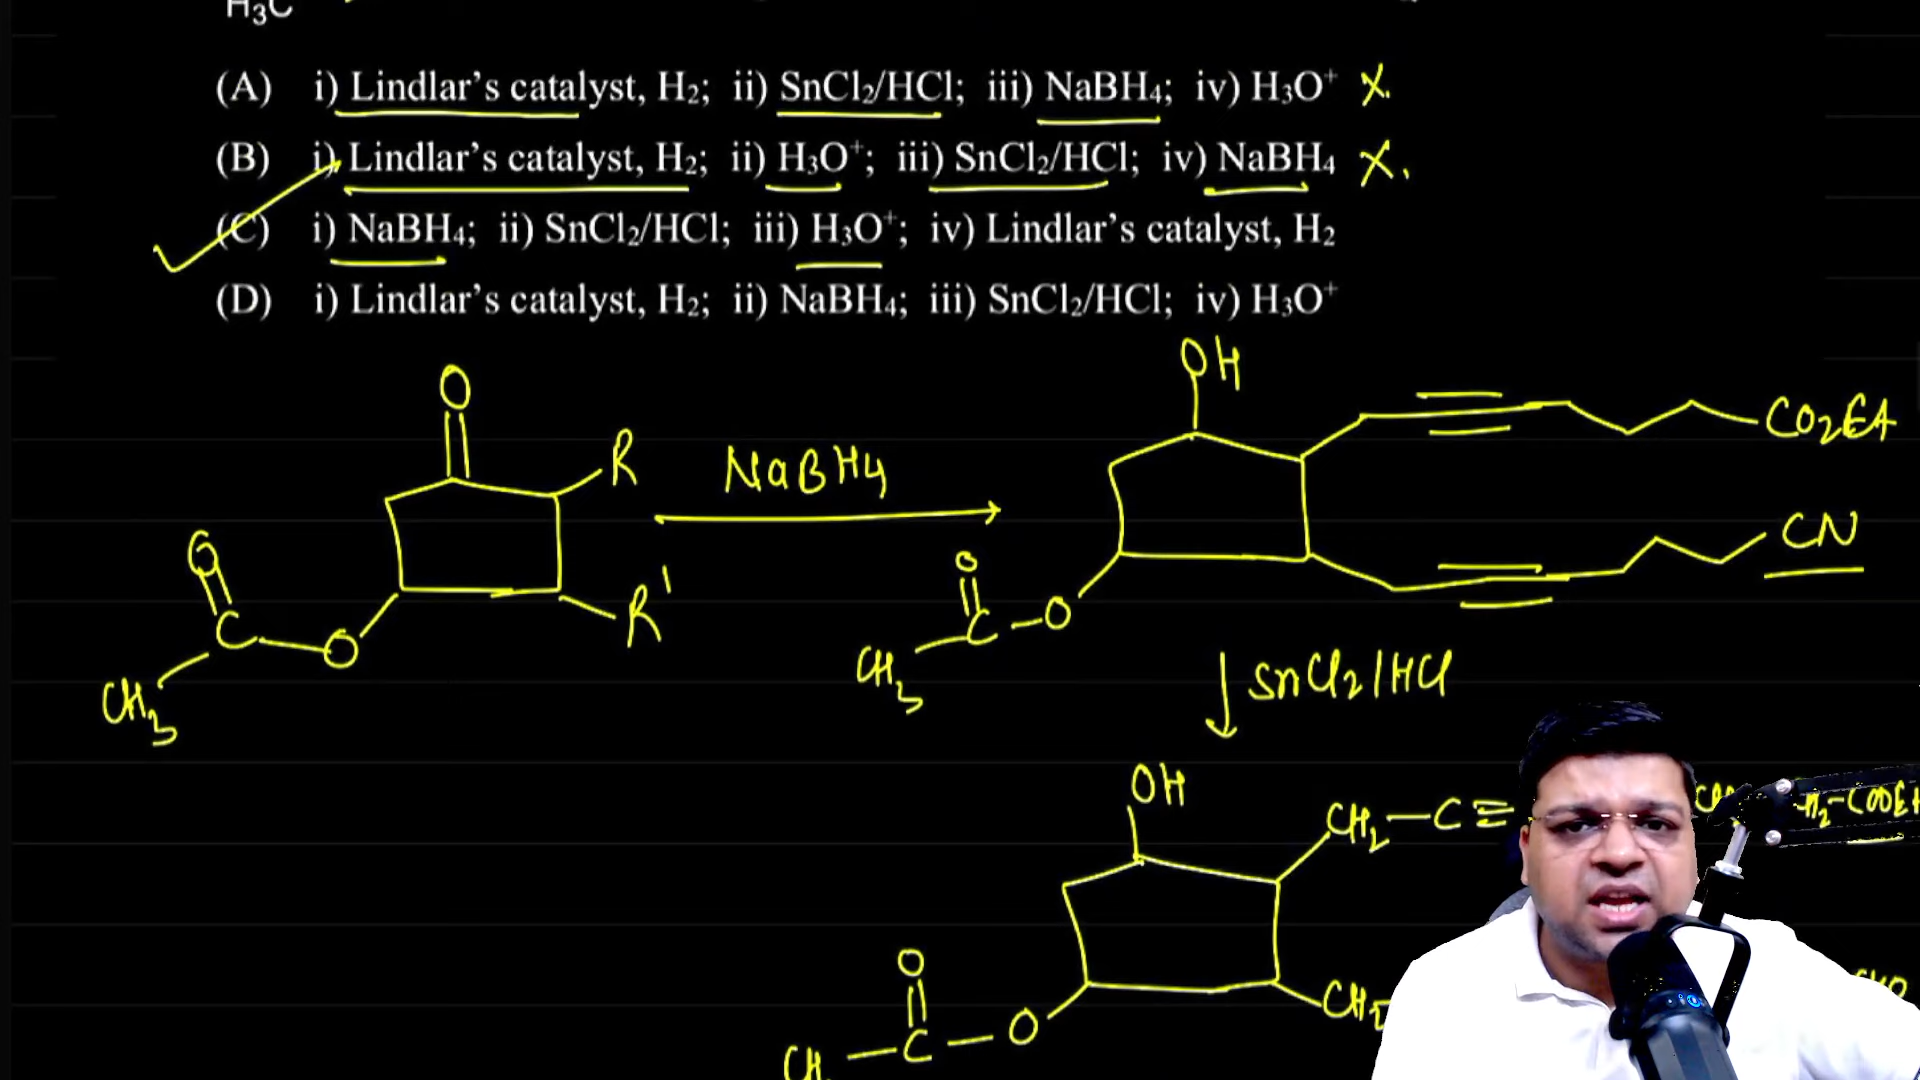 H₃C
(A) i) Lindlar's catalyst, H₂; ii) SnCl₂/HCl; iii) NaBH₄; iv) H₃O⁺ X.
(B) i) Lindlar's catalyst, H₂; ii) H₃O⁺; iii) SnCl₂/HCl; iv) NaBH₄ X.
(C) i) NaBH₄; ii) SnCl₂/HCl; iii) H₃O⁺; iv) Lindlar's catalyst, H₂
(D) i) Lindlar's catalyst, H₂; ii) NaBH₄; iii) SnCl₂/HCl; iv) H₃O⁺
OH
O
CO₂Et
R
NaBH4
CN
O
O
R'
C
O
C-O
CH₃
CH₃
SnCl₂/HCl
OH
CH₂-C≡
H₂-COOEt
O
CH₂
C
O